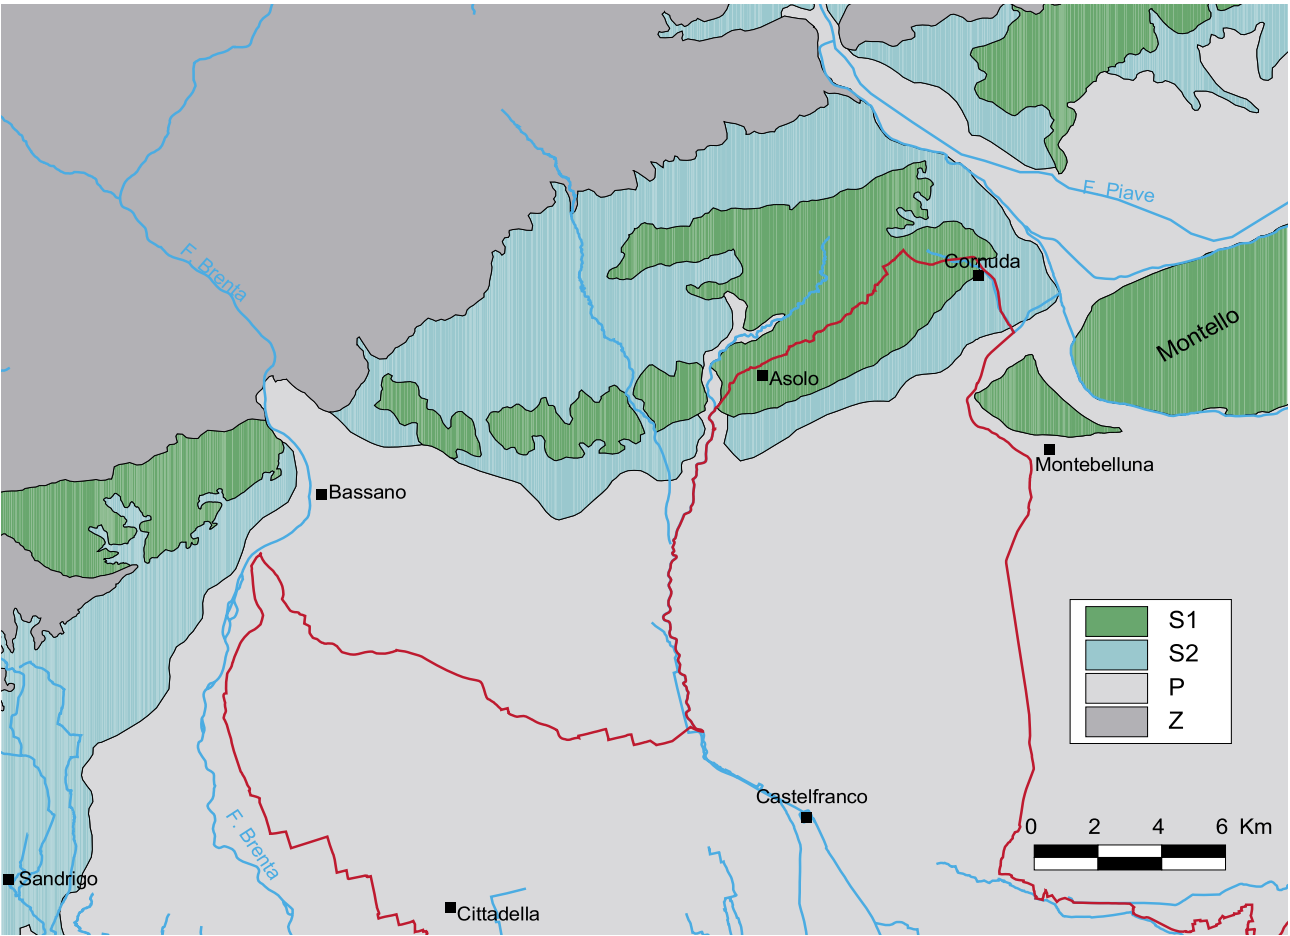 F. Piave
F. Brenta
Cornuda
Montello
Asolo
Montebelluna
Bassano
S1
S2
P
Z
Castelfranco
0 2 4 6 Km
F. Brenta
Sandrigo
Cittadella